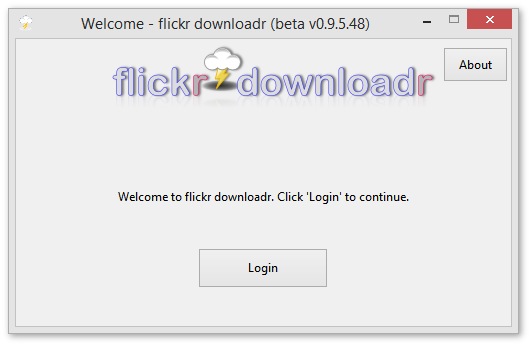 Welcome - flickr downloadr (beta v0.9.5.48)
flickr downloadr
About
Welcome to flickr downloadr. Click 'Login' to continue.
Login